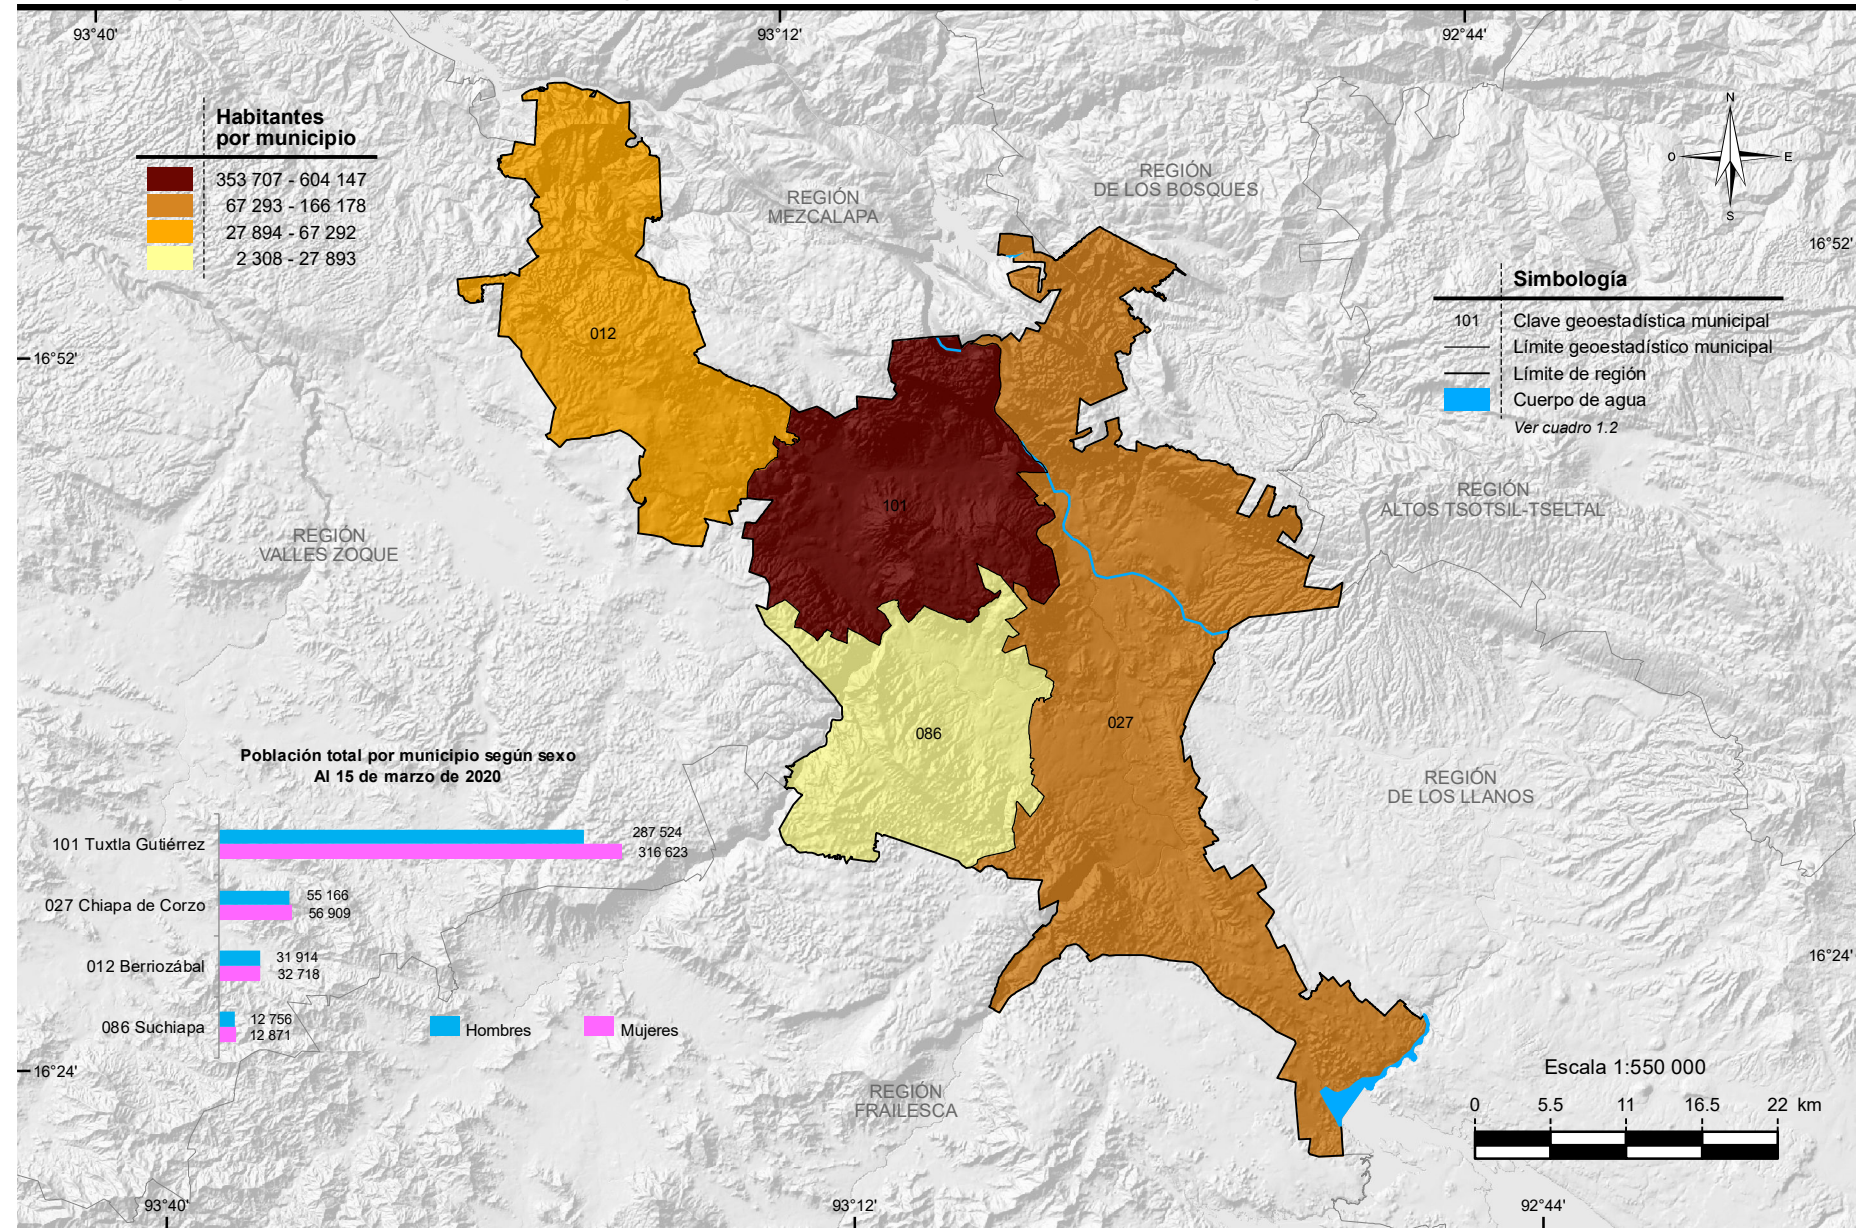 93°40'
93°12'
92°44'
Habitantes
por municipio
353 707 - 604 147
67 293 - 166 178
27 894 - 67 292
2 308 - 27 893
N
O
E
S
REGIÓN
DE LOS BOSQUES
REGIÓN
MEZCALAPA
16°52'
Simbología
101 Clave geoestadística municipal
Límite geoestadístico municipal
Límite de región
Cuerpo de agua
Ver cuadro 1.2
012
16°52'
101
REGIÓN
ALTOS TSOTSIL-TSELTAL
REGIÓN
VALLES ZOQUE
086
027
REGIÓN
DE LOS LLANOS
Población total por municipio según sexo
Al 15 de marzo de 2020
101 Tuxtla Gutiérrez
287 524
316 623
027 Chiapa de Corzo
55 166
56 909
012 Berriozábal
31 914
32 718
086 Suchiapa
12 756
12 871
Hombres
Mujeres
16°24'
16°24'
REGIÓN
FRAILESCA
Escala 1:550 000
0 5.5 11 16.5 22 km
93°40'
93°12'
92°44'